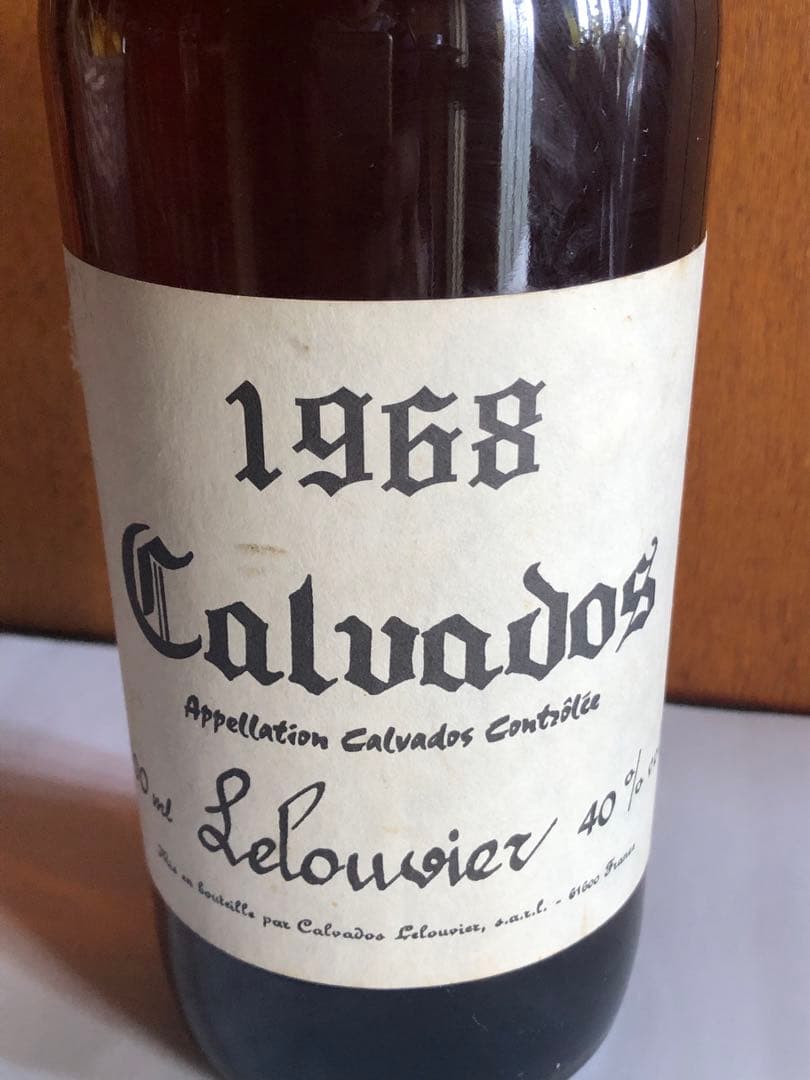 1968
Calvados
Appellation Calvados Contrôlée
ml Lelouvier 40 %
Mise en bouteille par Calvados Lelouvier, s.a.r.l. - 61600 France